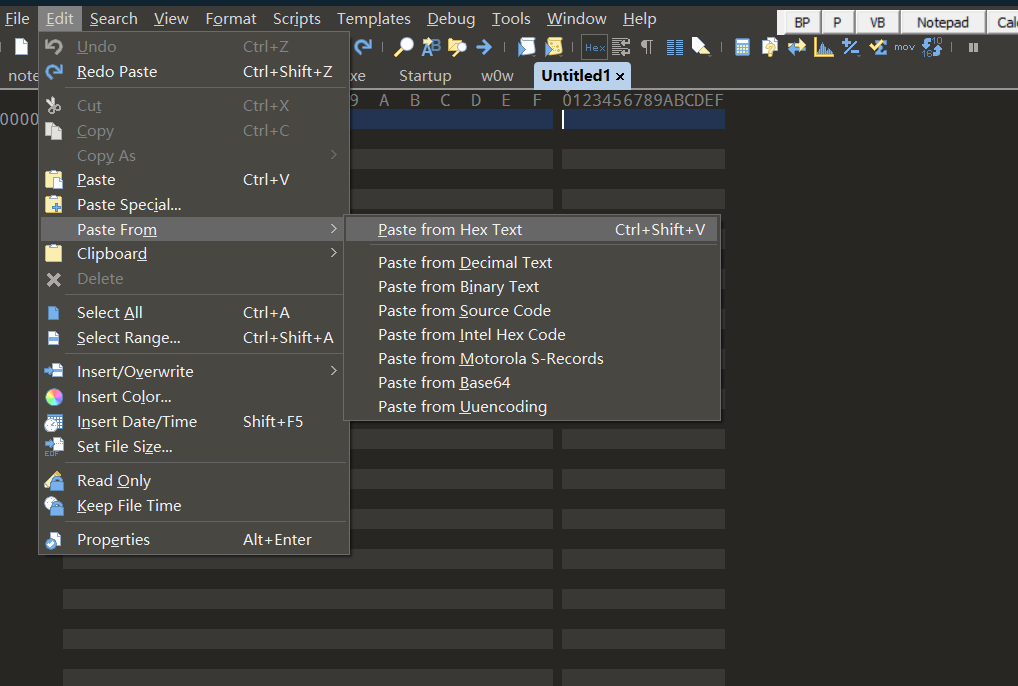 File Edit Search View Format Scripts Templates Debug Tools Window Help
BP P VB Notepad Calc
Undo Ctrl+Z
Redo Paste Ctrl+Shift+Z
Cut Ctrl+X
Copy Ctrl+C
Copy As
Paste Ctrl+V
Paste Special...
Paste From
Clipboard
Delete
Select All Ctrl+A
Select Range... Ctrl+Shift+A
Insert/Overwrite
Insert Color...
Insert Date/Time Shift+F5
Set File Size...
EOF
Read Only
Keep File Time
Properties Alt+Enter
Hex
mov
note
xe Startup w0w Untitled1 ×
9 A B C D E F 0123456789ABCDEF
0000
Paste from Hex Text Ctrl+Shift+V
Paste from Decimal Text
Paste from Binary Text
Paste from Source Code
Paste from Intel Hex Code
Paste from Motorola S-Records
Paste from Base64
Paste from Uuencoding